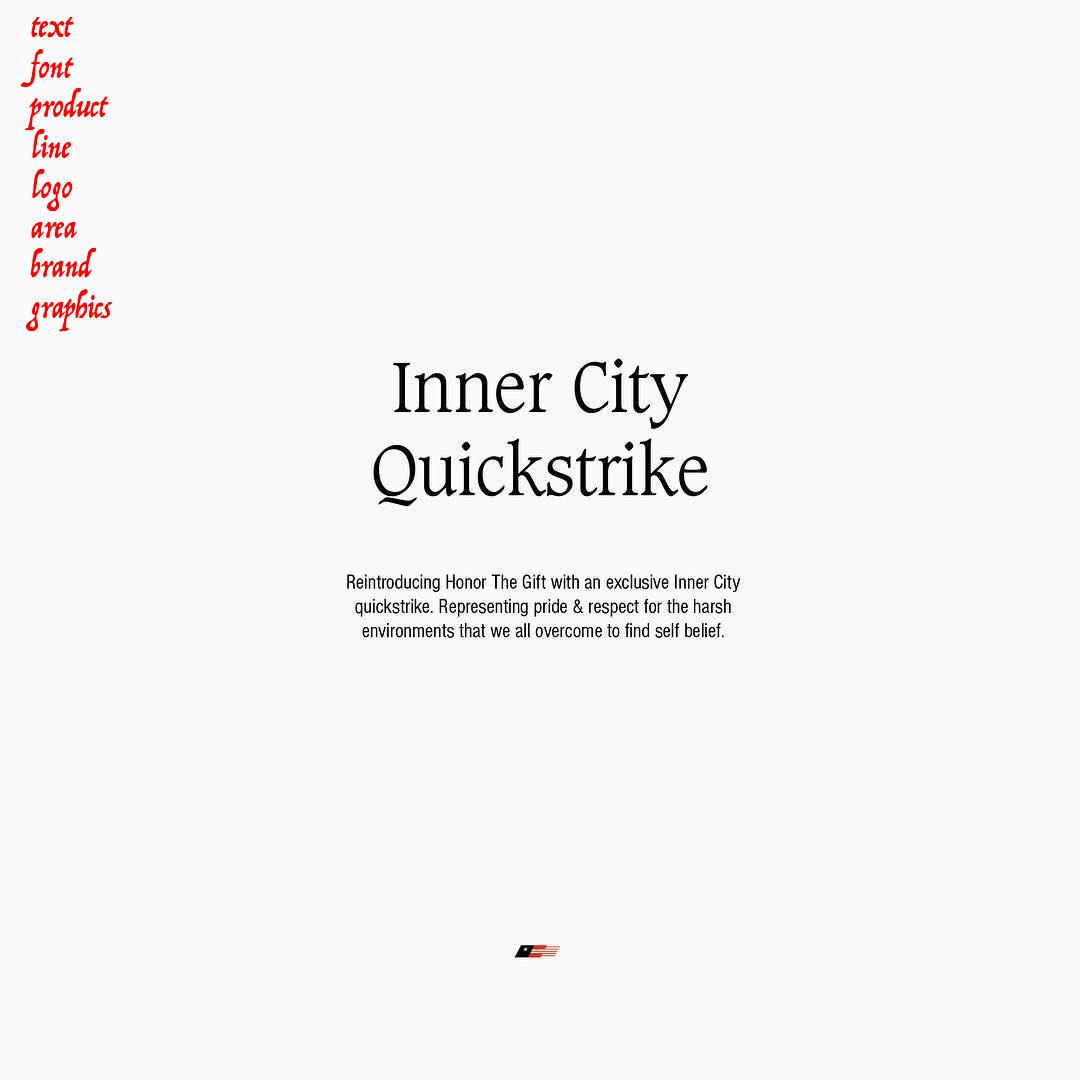 text
font
product
line
logo
area
brand
graphics
Inner City
Quickstrike
Reintroducing Honor The Gift with an exclusive Inner City
quickstrike. Representing pride & respect for the harsh
environments that we all overcome to find self belief.